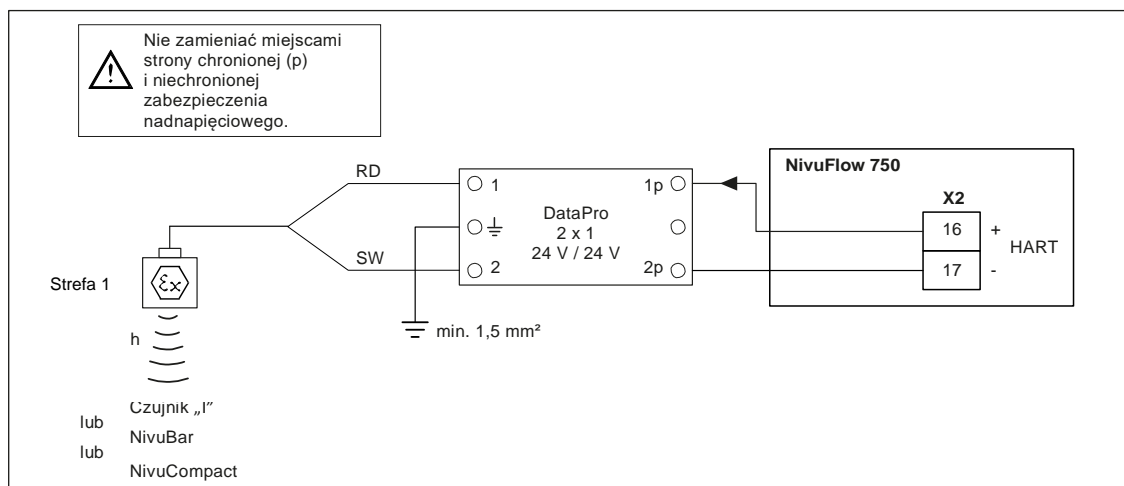 Nie zamieniać miejscami
strony chronionej (p)
i niechronionej
zabezpieczenia
nadnapięciowego.
RD
SW
1
2
DataPro
2 x 1
24 V / 24 V
1p
2p
NivuFlow 750
X2
16
+
HART
17
-
Strefa 1
Ex
h
min. 1,5 mm²
Czujnik „I”
lub
NivuBar
lub
NivuCompact